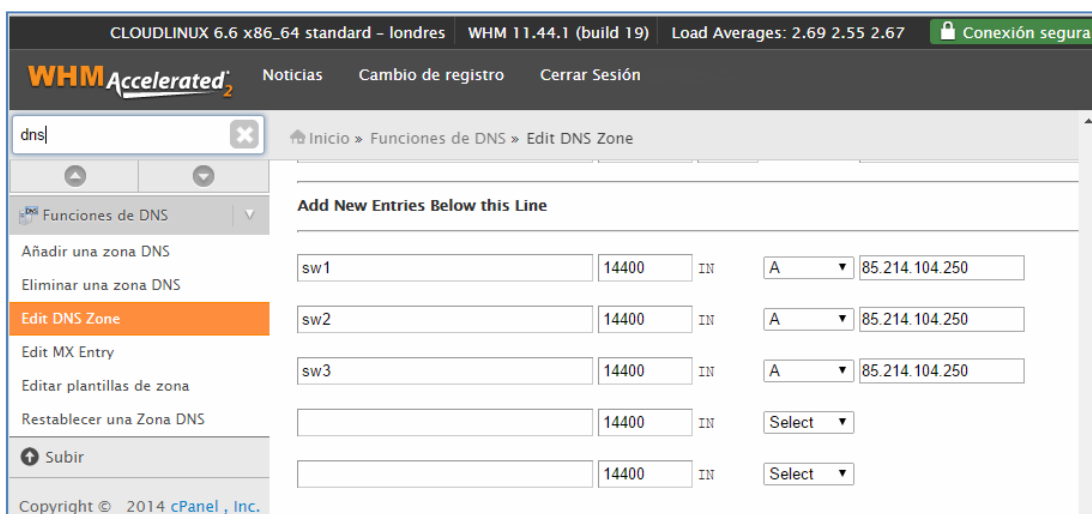 CLOUDLINUX 6.6 x86_64 standard – londres WHM 11.44.1 (build 19) Load Averages: 2.69 2.55 2.67 Conexión segura
WHM Accelerated2 Noticias Cambio de registro Cerrar Sesión
dns
Inicio » Funciones de DNS » Edit DNS Zone
DNS Funciones de DNS
Añadir una zona DNS
Eliminar una zona DNS
Edit DNS Zone
Edit MX Entry
Editar plantillas de zona
Restablecer una Zona DNS
Subir
Copyright © 2014 cPanel , Inc.
Add New Entries Below this Line
sw1 14400 IN A 85.214.104.250
sw2 14400 IN A 85.214.104.250
sw3 14400 IN A 85.214.104.250
14400 IN Select
14400 IN Select